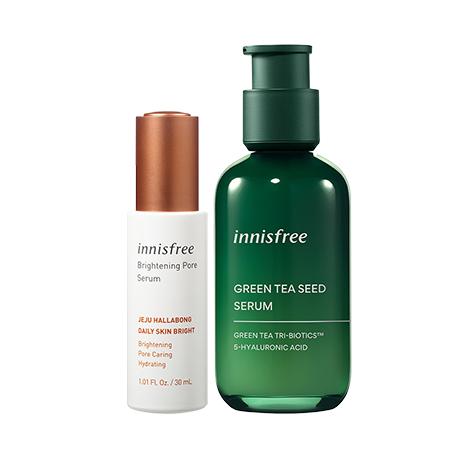 innisfree
Brightening Pore
Serum
JEJU HALLABONG
DAILY SKIN BRIGHT
Brightening
Pore Caring
Hydrating
1.01 FL Oz. / 30 mL
innisfree
GREEN TEA SEED
SERUM
GREEN TEA TRI-BIOTICS™
5-HYALURONIC ACID